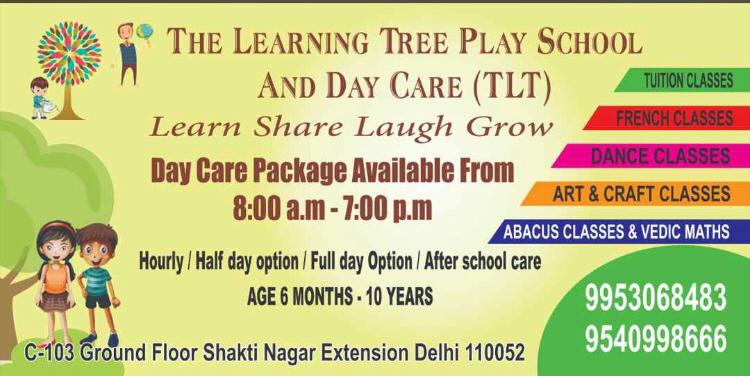 THE LEARNING TREE PLAY SCHOOL
AND DAY CARE (TLT)
Learn Share Laugh Grow
Day Care Package Available From
8:00 a.m - 7:00 p.m
Hourly / Half day option / Full day Option / After school care
AGE 6 MONTHS - 10 YEARS
C-103 Ground Floor Shakti Nagar Extension Delhi 110052
TUITION CLASSES
FRENCH CLASSES
DANCE CLASSES
ART & CRAFT CLASSES
ABACUS CLASSES & VEDIC MATHS
9953068483
9540998666